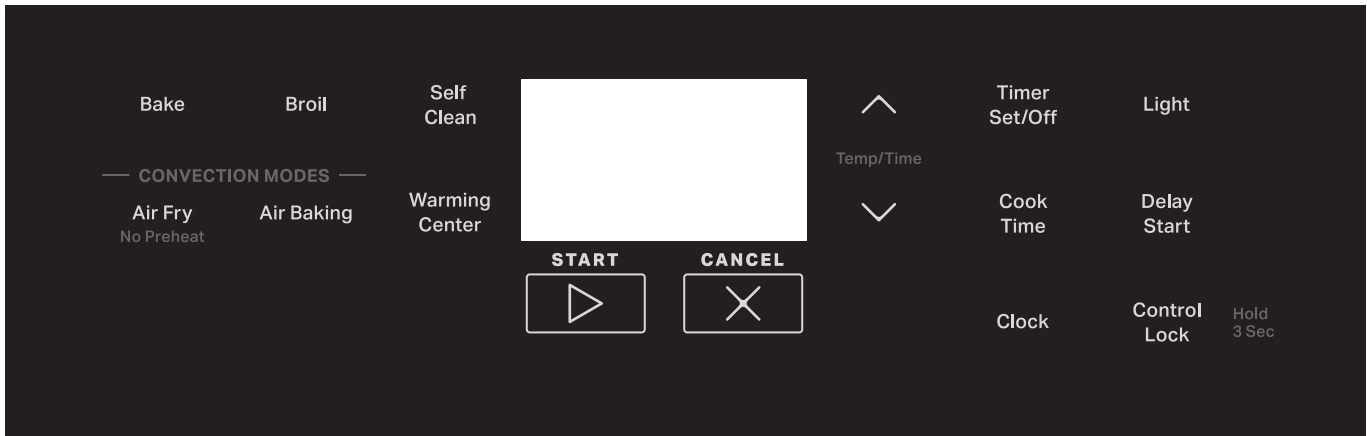 Bake
Broil
Self
Clean
Timer
Set/Off
Light
Temp/Time
CONVECTION MODES
Air Fry
No Preheat
Air Baking
Warming
Center
Cook
Time
Delay
Start
START
CANCEL
Clock
Control
Lock
Hold
3 Sec